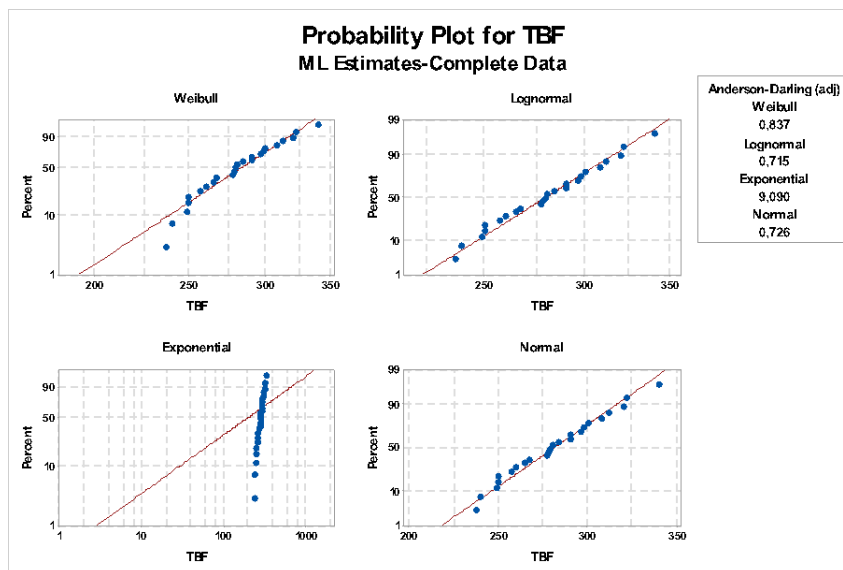 Probability Plot for TBF
ML Estimates-Complete Data
Weibull
Percent
90
50
10
1
200
250
300
350
TBF
Lognormal
Percent
99
90
50
10
1
250
300
350
TBF
Anderson-Darling (adj)
Weibull
0,837
Lognormal
0,715
Exponential
9,090
Normal
0,726
Exponential
Percent
90
50
10
1
1
10
100
1000
TBF
Normal
Percent
99
90
50
10
1
200
250
300
350
TBF